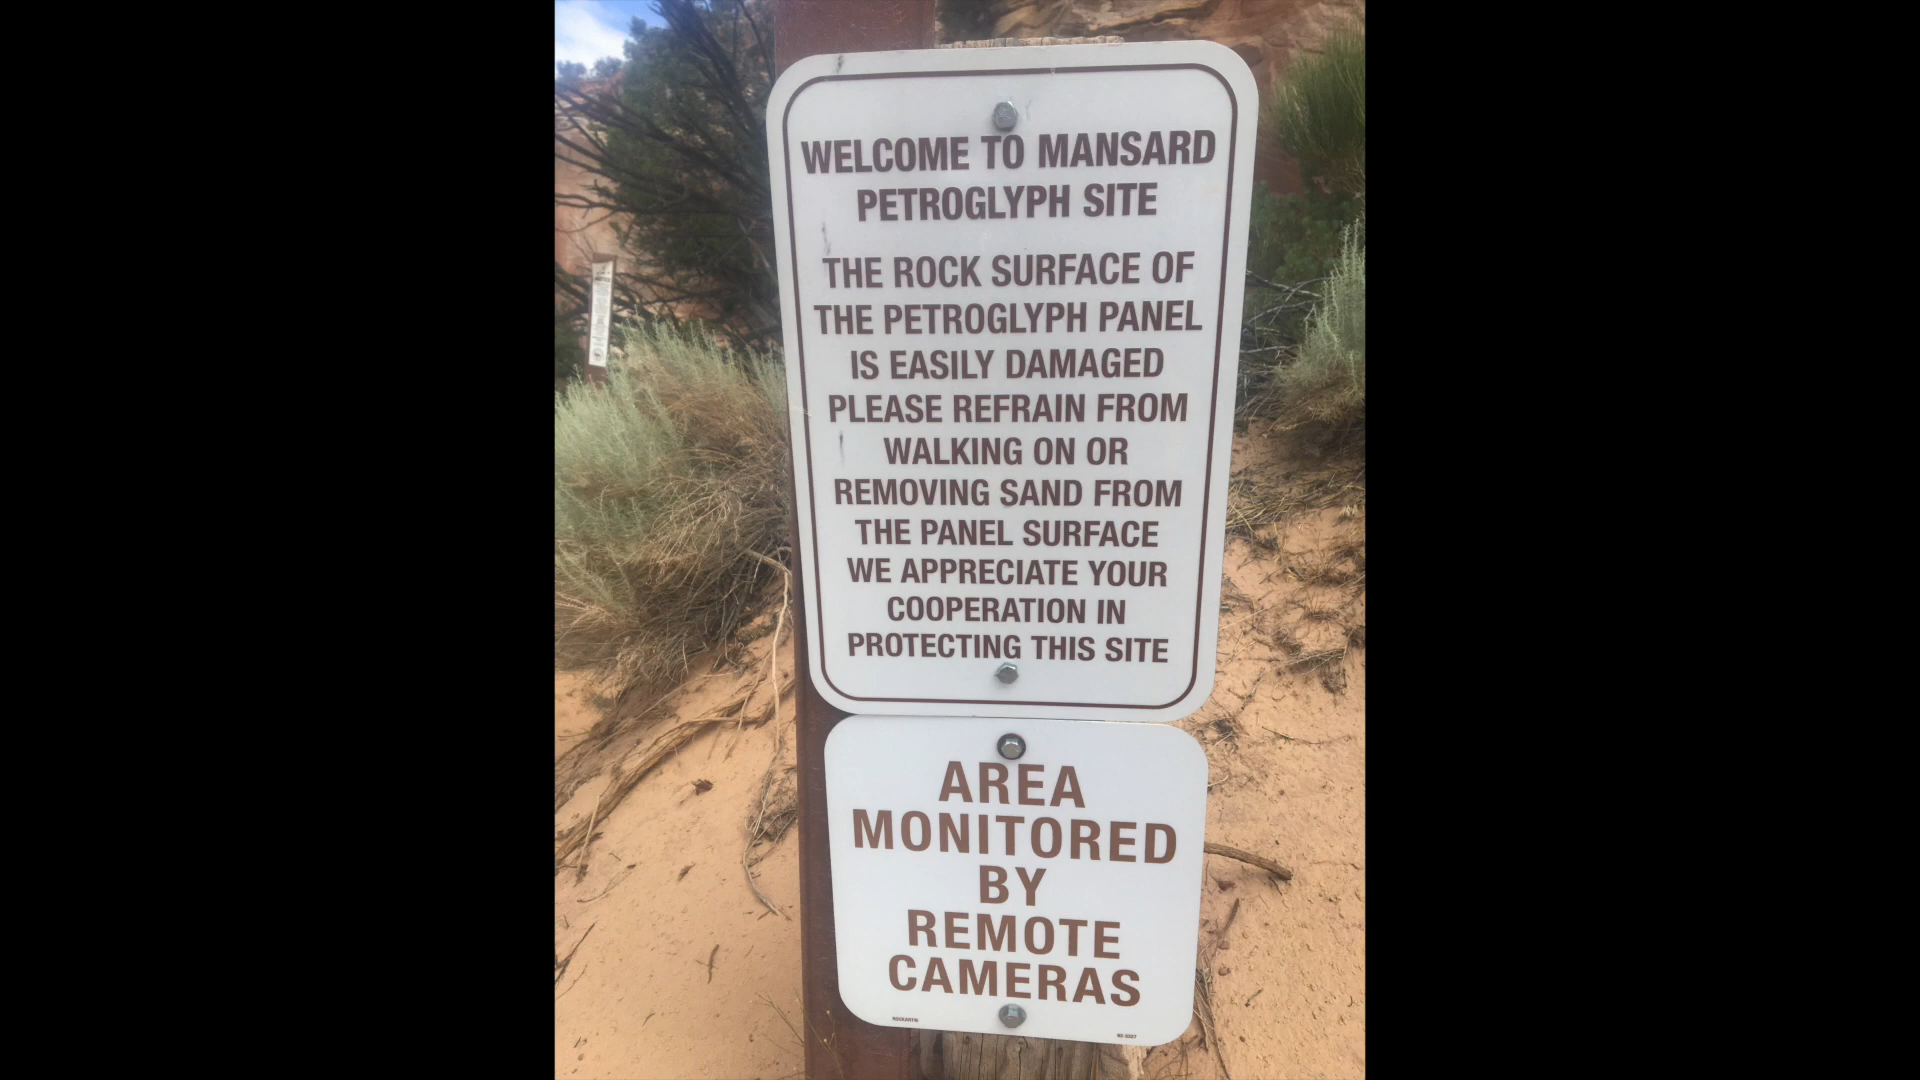 WELCOME TO MANSARD
PETROGLYPH SITE
THE ROCK SURFACE OF
THE PETROGLYPH PANEL
IS EASILY DAMAGED
PLEASE REFRAIN FROM
WALKING ON OR
REMOVING SAND FROM
THE PANEL SURFACE
WE APPRECIATE YOUR
COOPERATION IN
PROTECTING THIS SITE
AREA
MONITORED
BY
REMOTE
CAMERAS